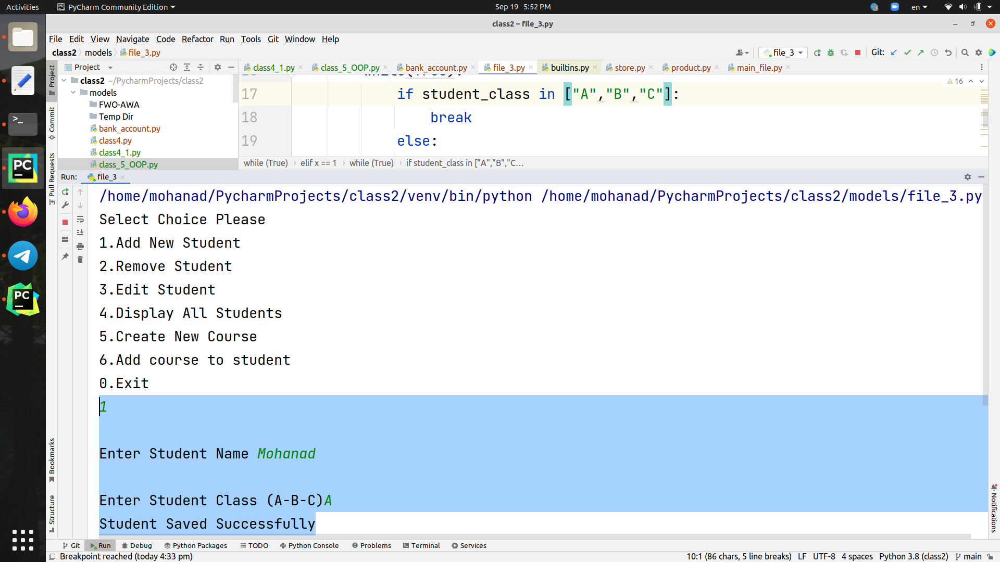 Activities PyCharm Community Edition Sep 19 5:52 PM en
class2 – file_3.py
File Edit View Navigate Code Refactor Run Tools Git Window Help
class2 models file_3.py file_3 Git:
Project class4_1.py class_5_OOP.py bank_account.py file_3.py builtins.py store.py product.py main_file.py
class2 ~/PycharmProjects/class2
models
FWO-AWA
Temp Dir
bank_account.py
class4.py
class4_1.py
class_5_OOP.py
16
17 if student_class in ["A","B","C"]:
18 break
19 else:
while (True) › elif x == 1 › while (True) › if student_class in ["A","B","C…
Project
Commit
Pull Requests
Bookmarks
Structure
Notifications
Run: file_3
/home/mohanad/PycharmProjects/class2/venv/bin/python /home/mohanad/PycharmProjects/class2/models/file_3.py
Select Choice Please
1.Add New Student
2.Remove Student
3.Edit Student
4.Display All Students
5.Create New Course
6.Add course to student
0.Exit
1
Enter Student Name Mohanad
Enter Student Class (A-B-C)A
Student Saved Successfully
Git Run Debug Python Packages TODO Python Console Problems Terminal Services
Breakpoint reached (today 4:33 pm) 10:1 (86 chars, 5 line breaks) LF UTF-8 4 spaces Python 3.8 (class2) main